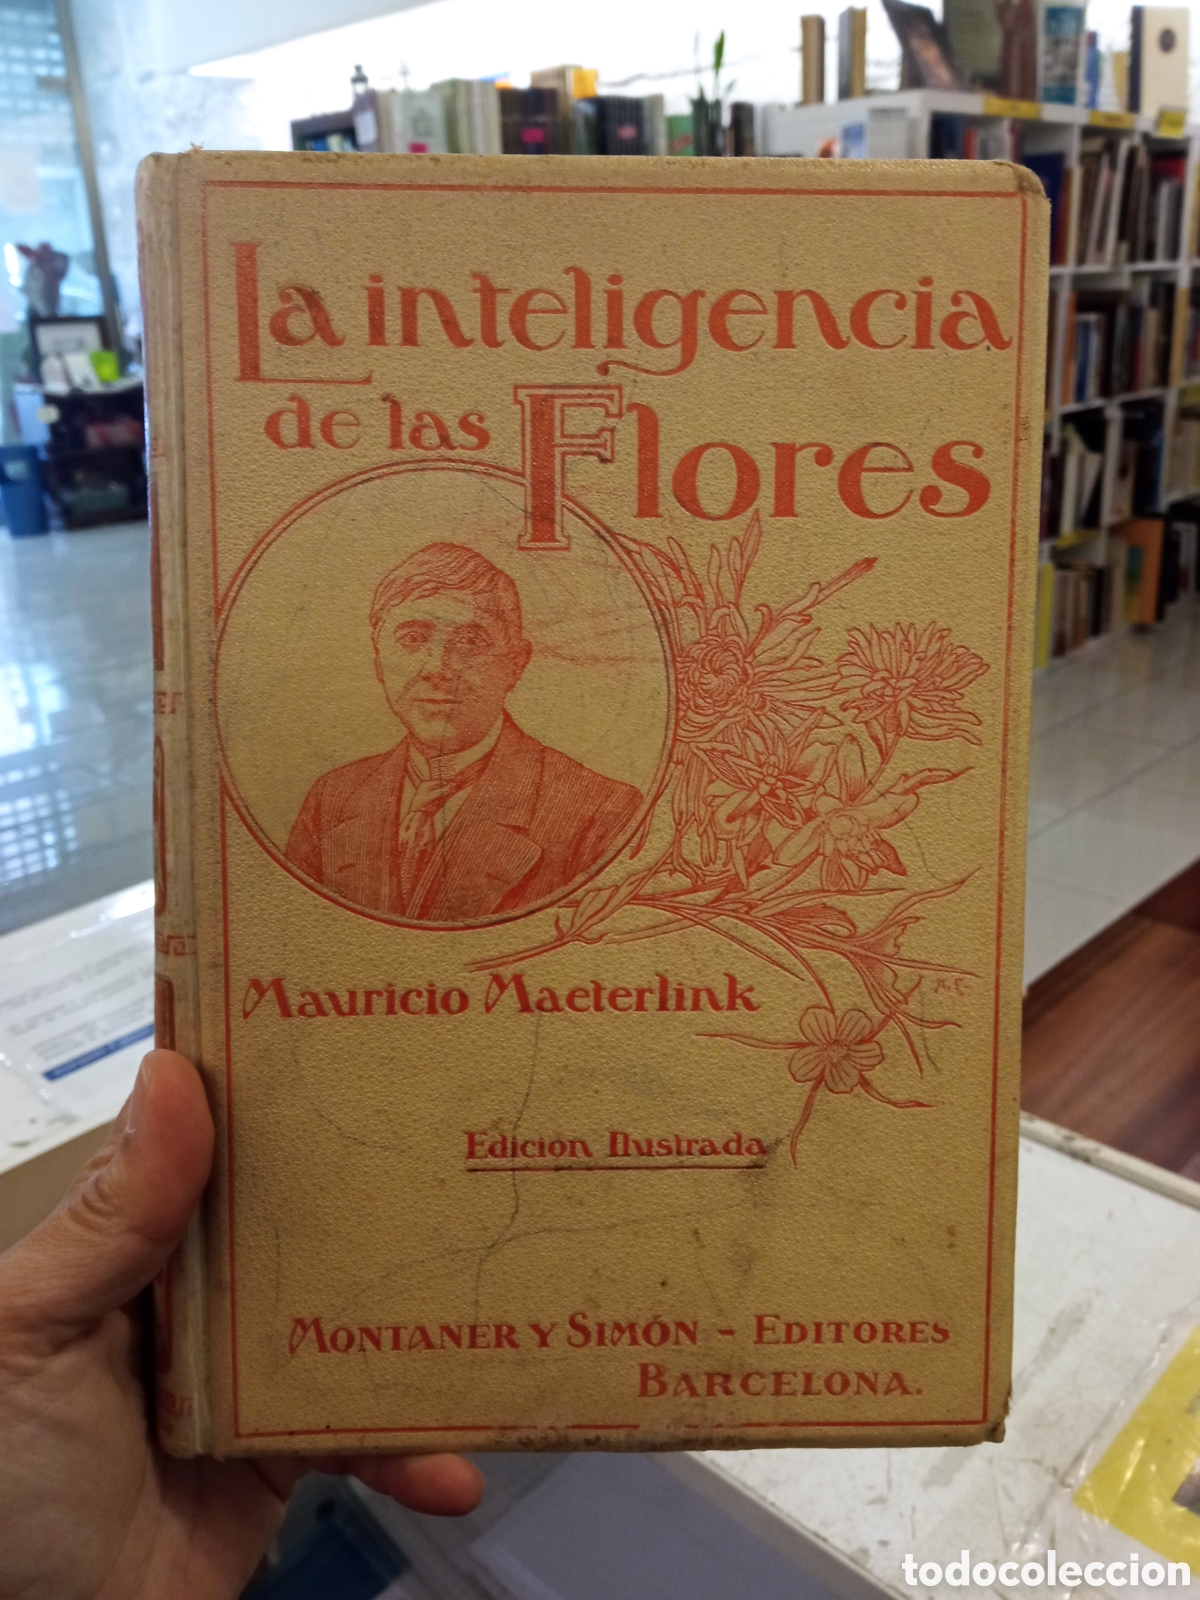 La inteligencia
de las Flores
Mauricio Maeterlink
Edición Ilustrada
Montaner y Simón - Editores
Barcelona.
todocoleccion